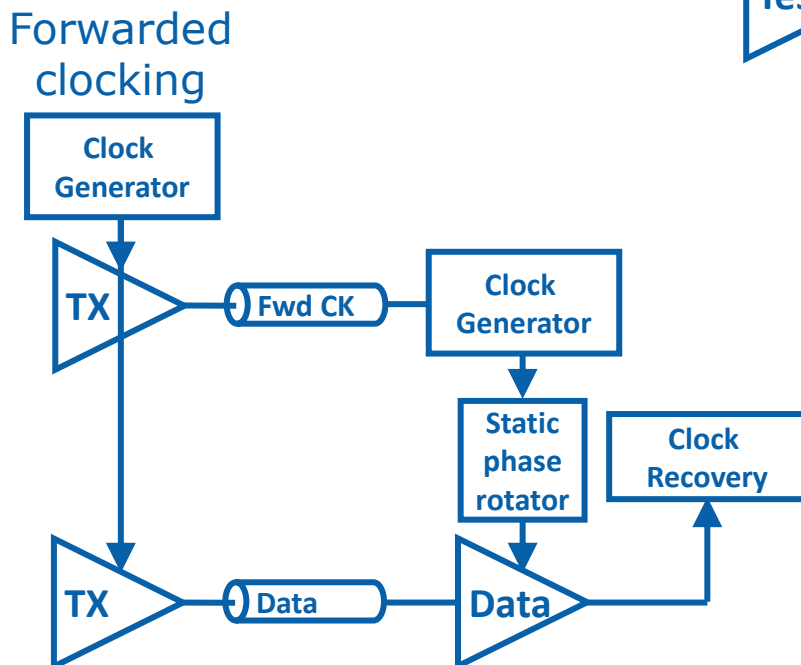 Forwarded
clocking
Clock
Generator
TX
Fwd CK
Clock
Generator
Static
phase
rotator
Clock
Recovery
TX
Data
Data